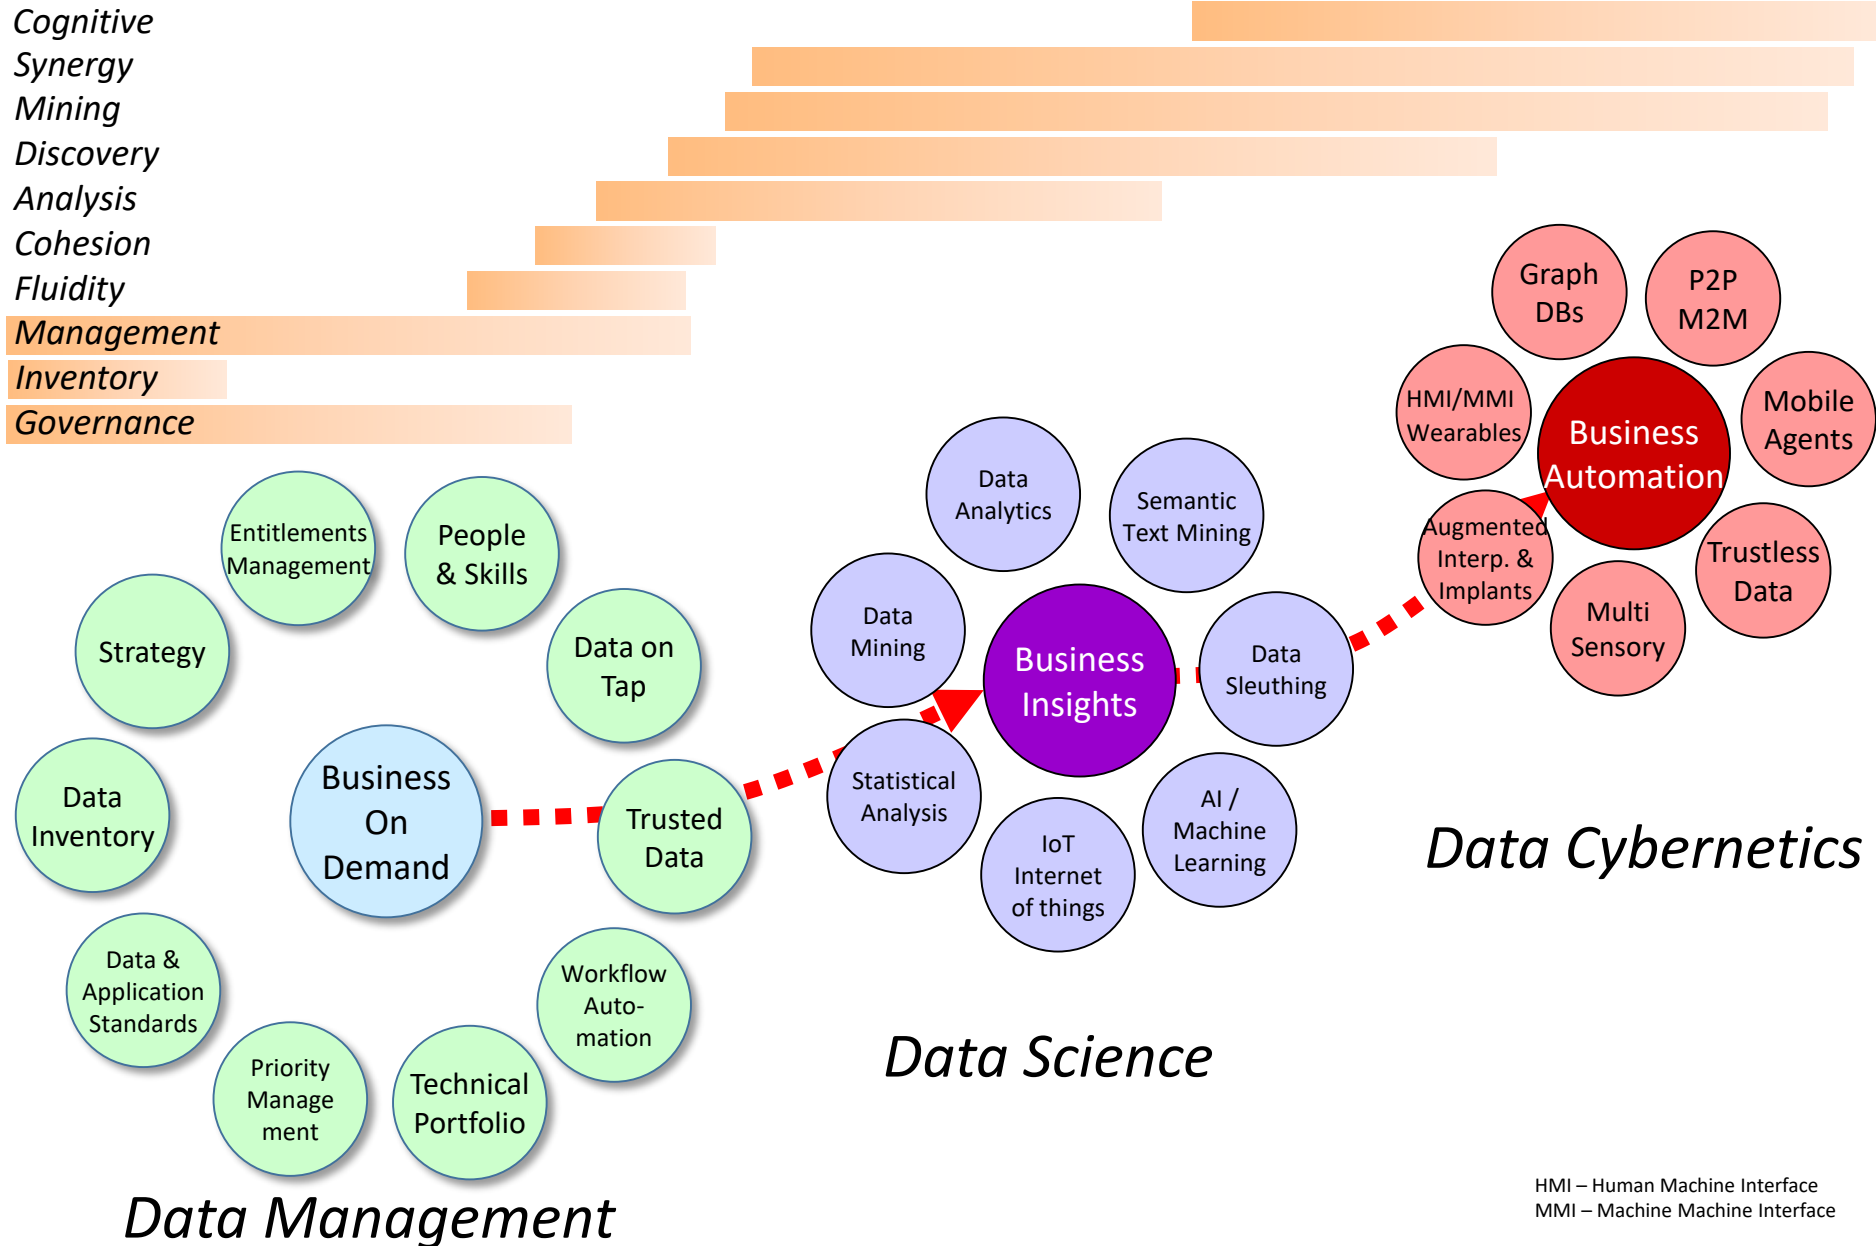 Cognitive
Synergy
Mining
Discovery
Analysis
Cohesion
Fluidity
Management
Inventory
Governance
Entitlements
Management
People
& Skills
Strategy
Data on
Tap
Data
Inventory
Business
On
Demand
Trusted
Data
Data &
Application
Standards
Workflow
Auto-
mation
Priority
Manage
ment
Technical
Portfolio
Data Management
Data
Analytics
Semantic
Text Mining
Data
Mining
Business
Insights
Data
Sleuthing
Statistical
Analysis
AI /
Machine
Learning
IoT
Internet
of things
Data Science
Graph
DBs
P2P
M2M
HMI/MMI
Wearables
Business
Automation
Mobile
Agents
Augmented
Interp. &
Implants
Trustless
Data
Multi
Sensory
Data Cybernetics
HMI – Human Machine Interface
MMI – Machine Machine Interface